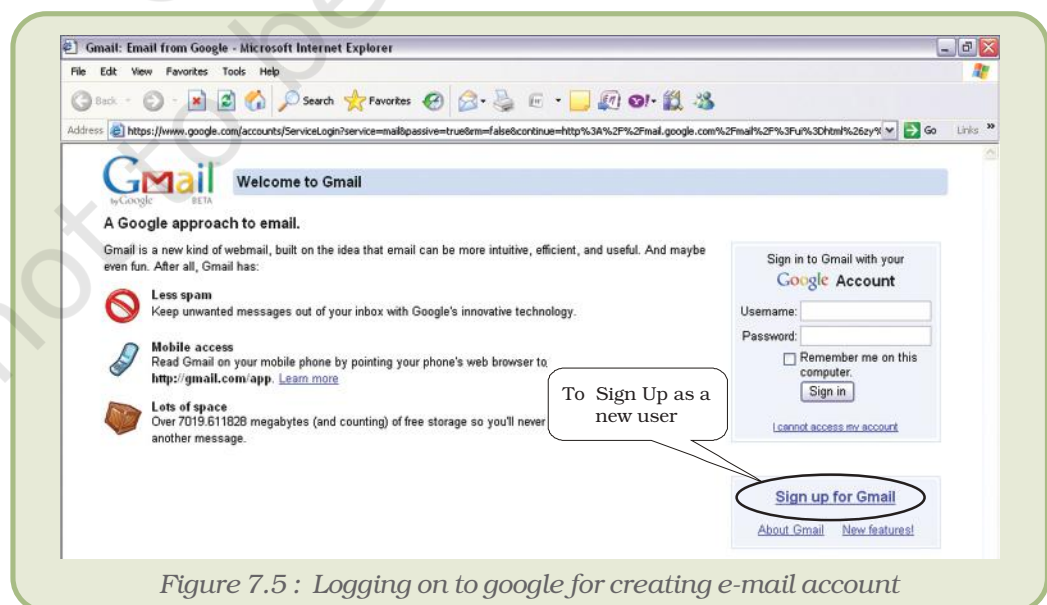 Gmail: Email from Google - Microsoft Internet Explorer
File Edit View Favorites Tools Help
Back Search Favorites
Address https://www.google.com/accounts/ServiceLogin?service=mail&passive=true&rm=false&continue=http%3A%2F%2Fmail.google.com%2Fmail%2F%3Fui%3Dhtml%26zy% Go Links »
Gmail
by Google BETA
Welcome to Gmail
A Google approach to email.
Gmail is a new kind of webmail, built on the idea that email can be more intuitive, efficient, and useful. And maybe
even fun. After all, Gmail has:
Less spam
Keep unwanted messages out of your inbox with Google's innovative technology.
Mobile access
Read Gmail on your mobile phone by pointing your phone's web browser to
http://gmail.com/app. Learn more
Lots of space
Over 7019.611828 megabytes (and counting) of free storage so you'll never
another message.
Sign in to Gmail with your
Google Account
Username:
Password:
Remember me on this
computer.
Sign in
I cannot access my account
To Sign Up as a
new user
Sign up for Gmail
About Gmail New features!
Figure 7.5 : Logging on to google for creating e-mail account
not to be